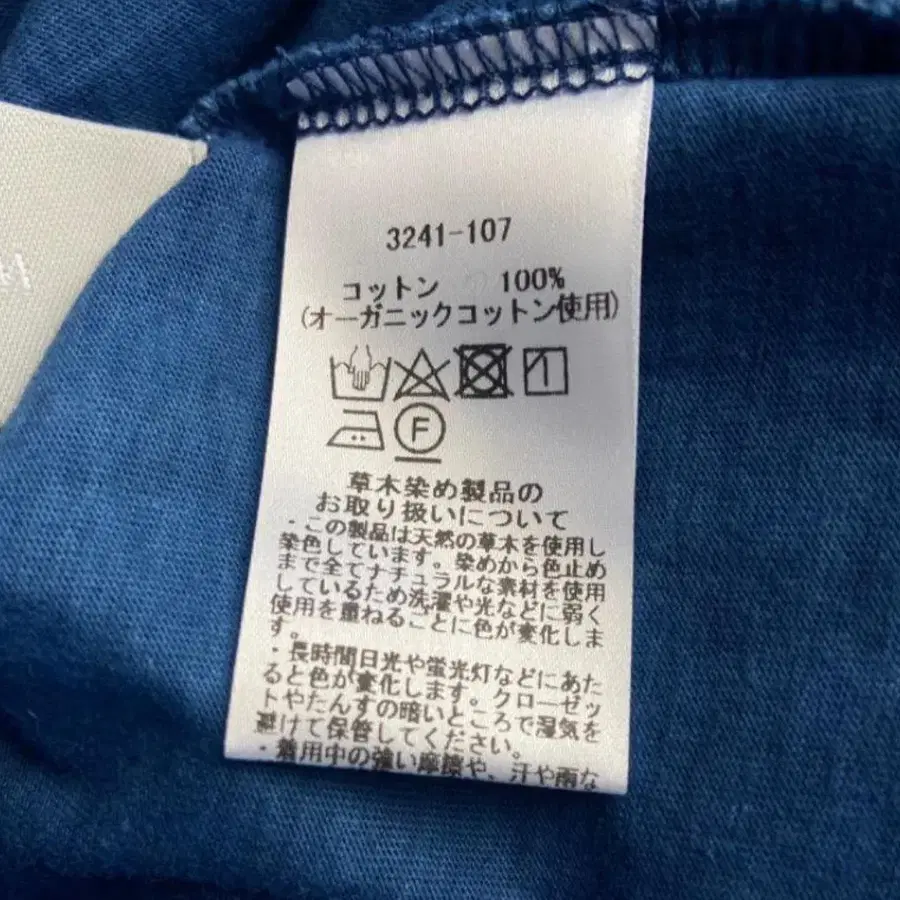 3241-107
コットン 100%
(オーガニックコットン使用)
F
草木染め製品の
お取り扱いについて
・この製品は天然の草木を使用し
染色しています。染めから色止め
まで全てナチュラルな素材を使用
しているため洗濯や光などに弱く
使用を重ねることに色が変化しま
す。
・長時間日光や蛍光灯などにあた
ると色が変化します。クローゼッ
トやたんすの暗いところで湿気を
避けて保管してください。
・着用中の強い摩擦や、汗や雨な